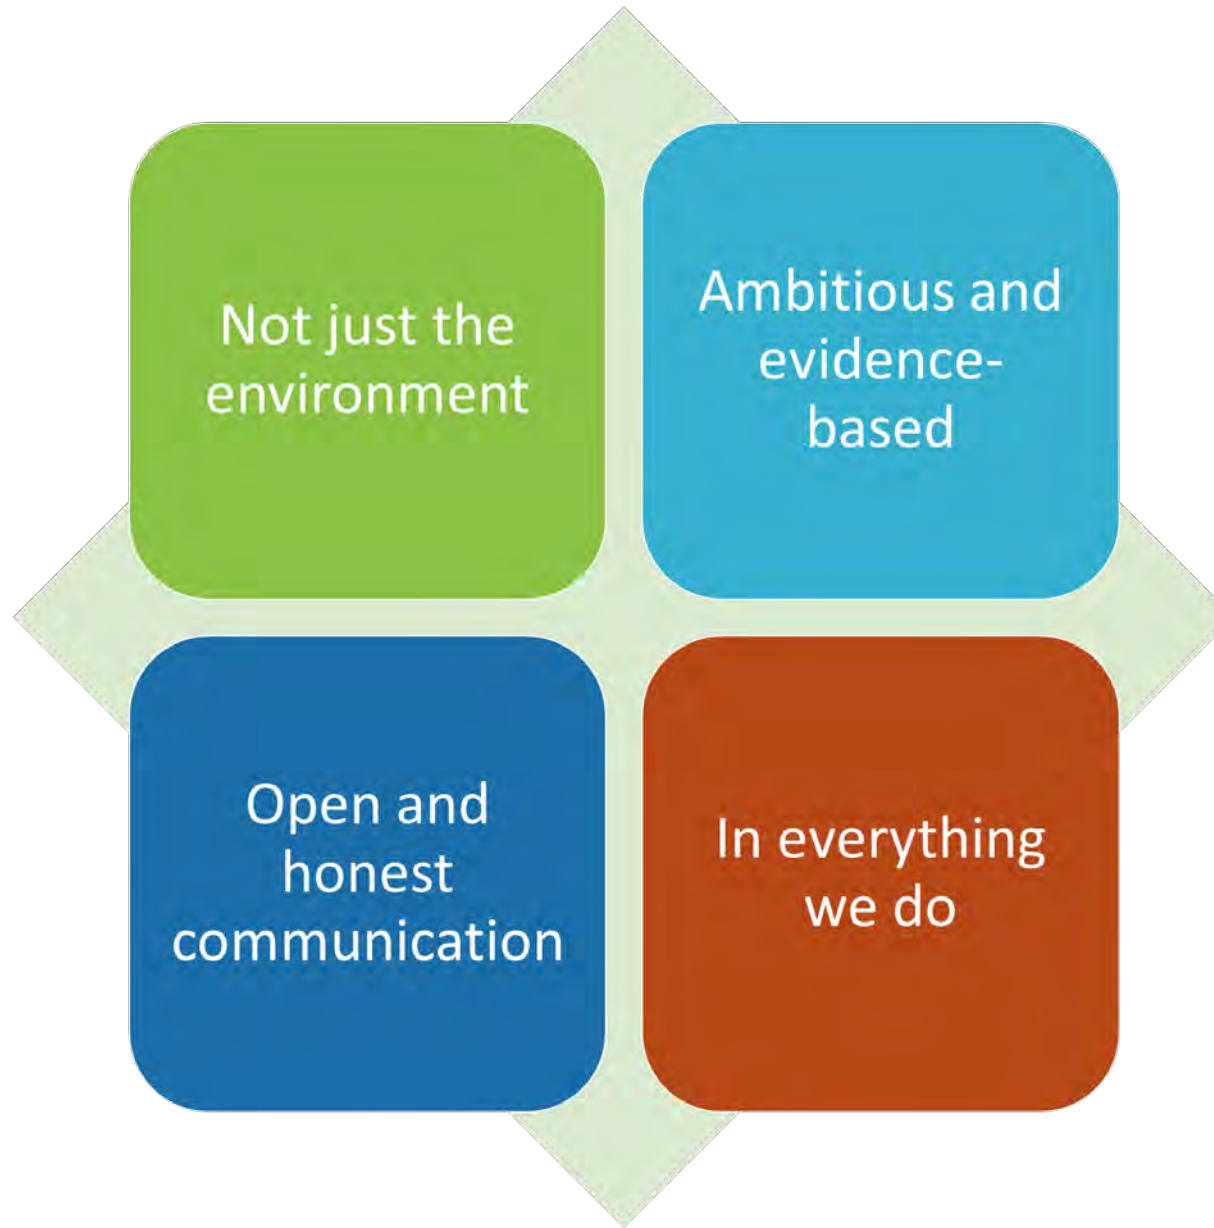 Not just the
environment
Ambitious and
evidence-
based
Open and
honest
communication
In everything
we do